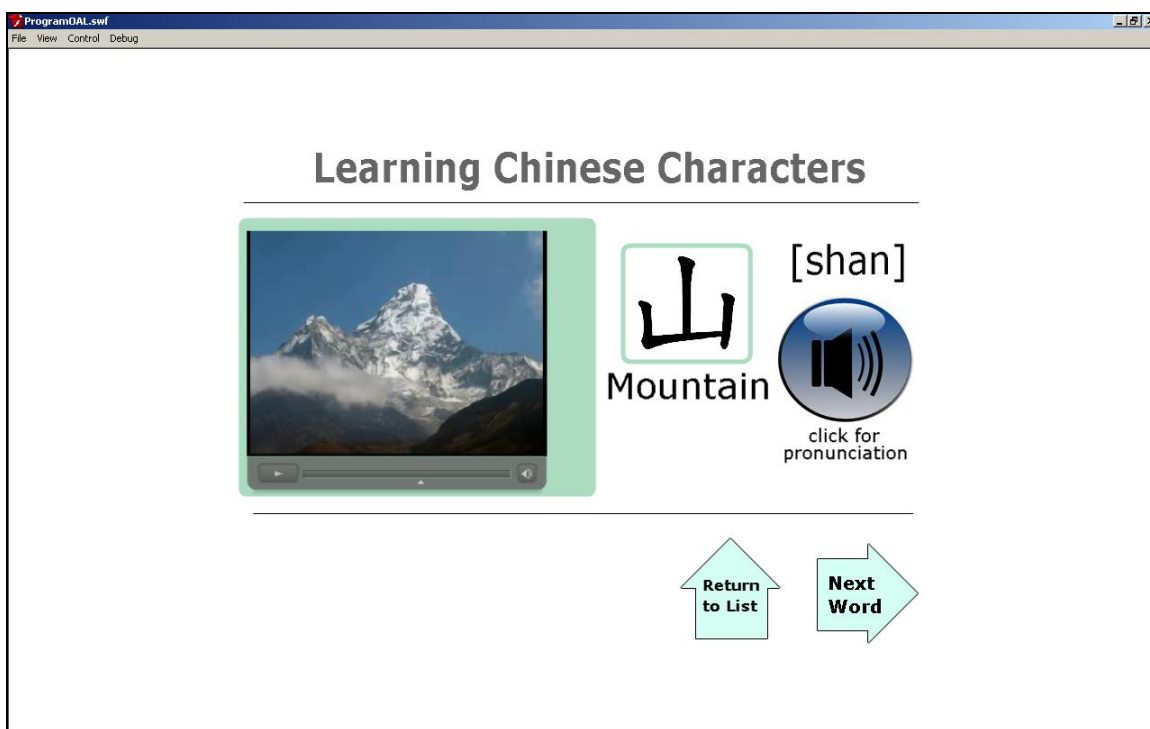 ProgramOAL.swf
File View Control Debug
Learning Chinese Characters
山
[shan]
Mountain
click for
pronunciation
Return
to List
Next
Word